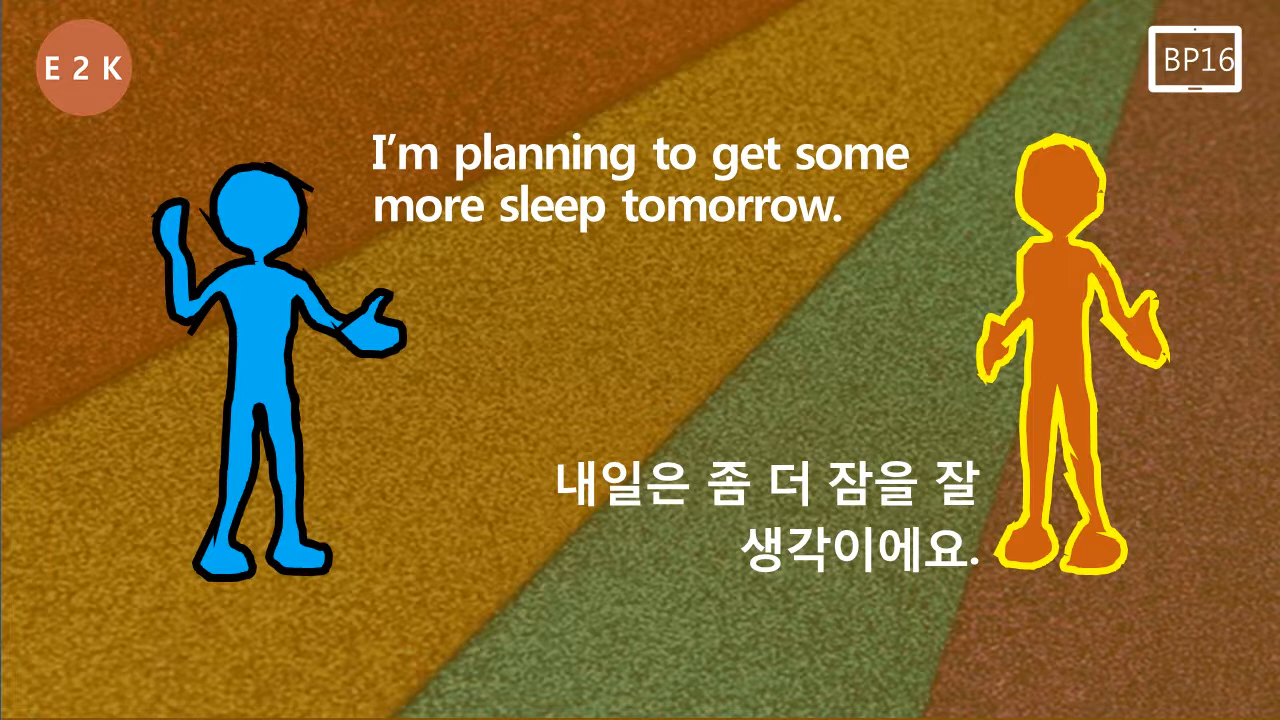 E 2 K
BP16
I'm planning to get some
more sleep tomorrow.
내일은 좀 더 잠을 잘
생각이에요.